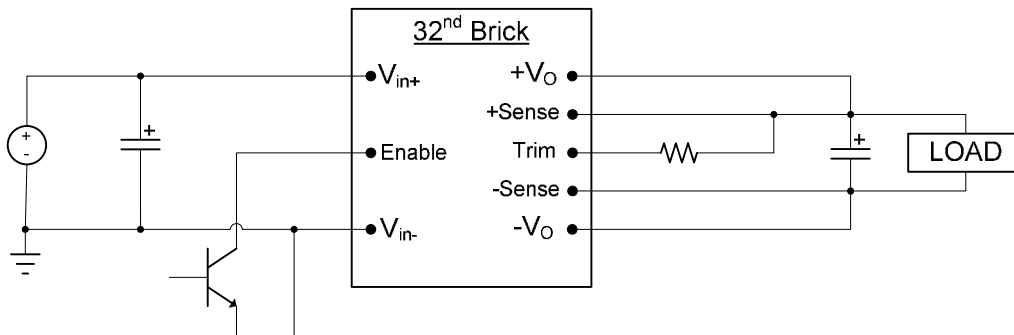 32nd Brick
Vin+
Enable
Vin-
+VO
+Sense
Trim
-Sense
-VO
+
-
+
+
LOAD